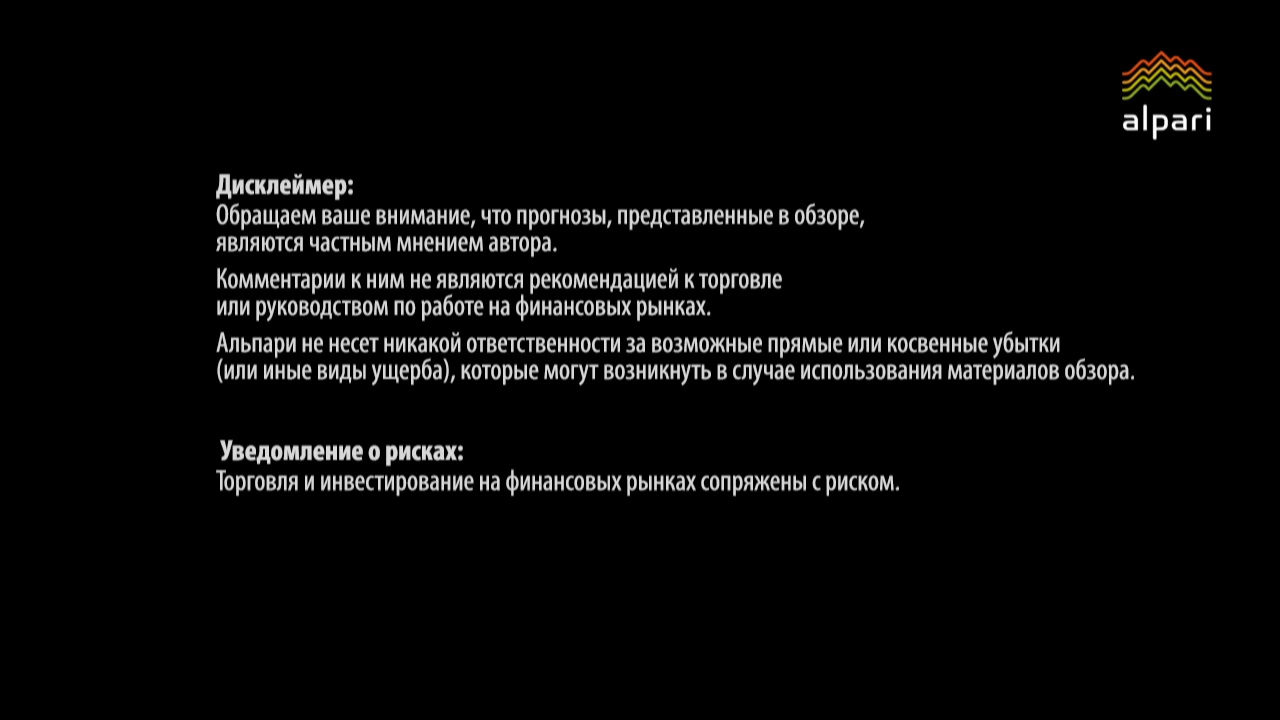 alpari
Дисклеймер:
Обращаем ваше внимание, что прогнозы, представленные в обзоре,
являются частным мнением автора.
Комментарии к ним не являются рекомендацией к торговле
или руководством по работе на финансовых рынках.
Альпари не несет никакой ответственности за возможные прямые или косвенные убытки
(или иные виды ущерба), которые могут возникнуть в случае использования материалов обзора.
Уведомление о рисках:
Торговля и инвестирование на финансовых рынках сопряжены с риском.